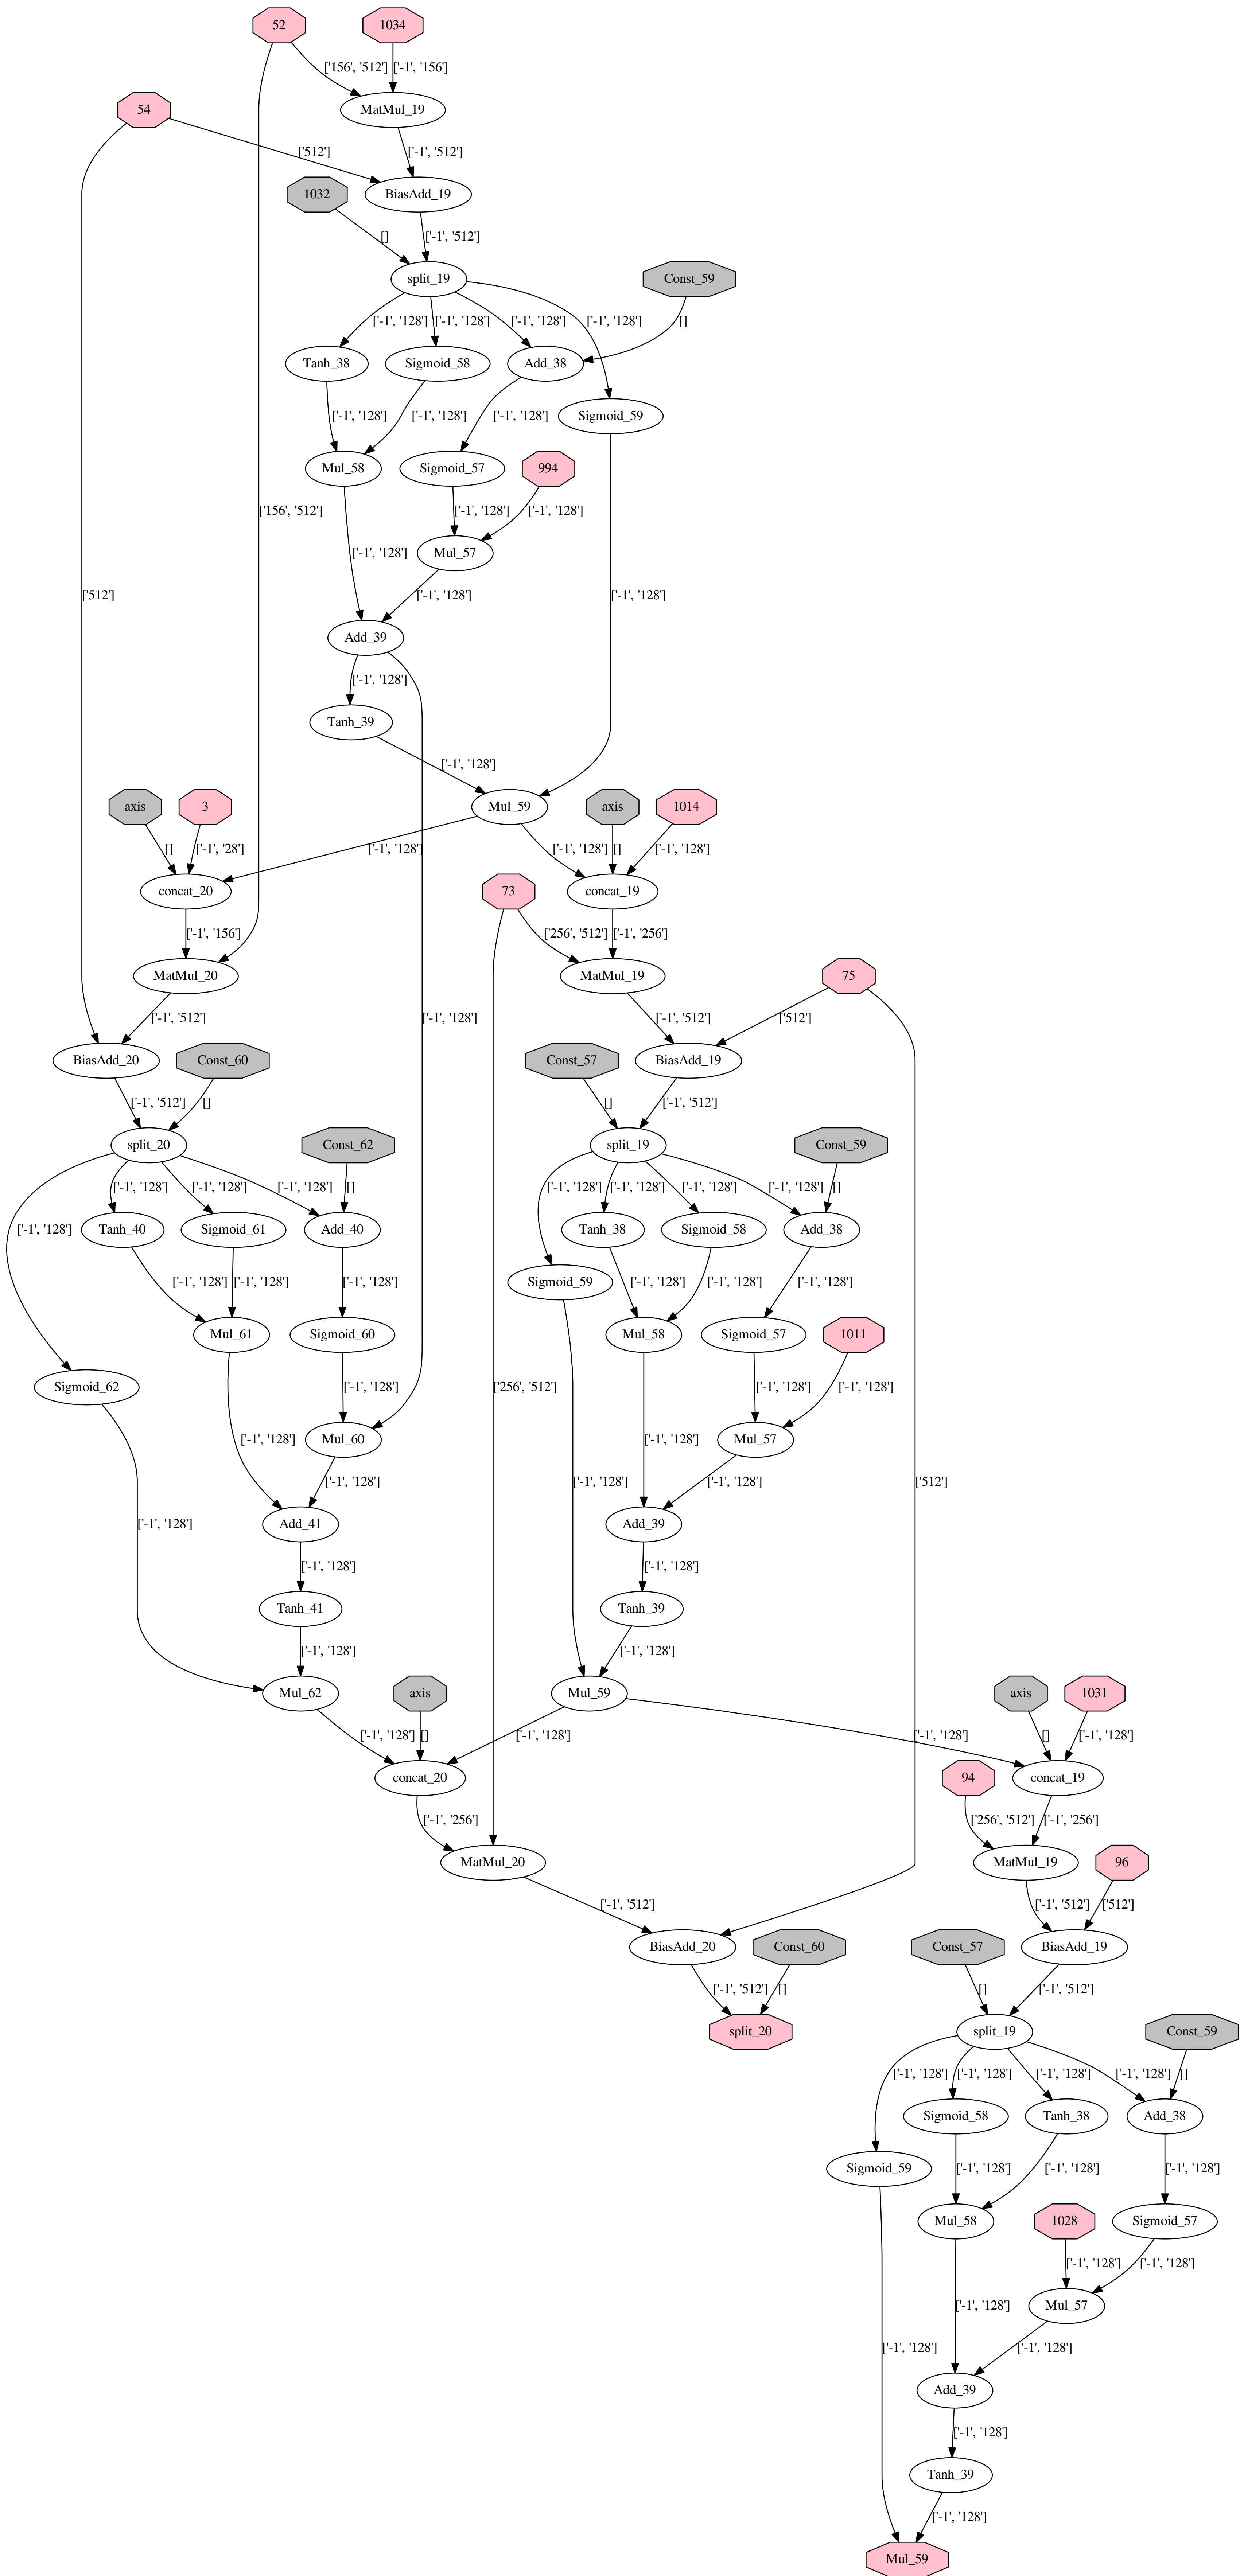 52 1034
['156', '512'] ['-1', '156']
54 MatMul_19
['512'] ['-1', '512']
1032 BiasAdd_19
[] ['-1', '512']
split_19 Const_59
['-1', '128'] ['-1', '128'] ['-1', '128'] ['-1', '128'] []
Tanh_38 Sigmoid_58 Add_38
['-1', '128'] ['-1', '128'] ['-1', '128'] Sigmoid_59
Mul_58 Sigmoid_57 994
['156', '512'] ['-1', '128'] ['-1', '128']
['-1', '128'] Mul_57
['512'] ['-1', '128'] ['-1', '128']
Add_39
['-1', '128']
Tanh_39
['-1', '128']
axis 3 Mul_59 axis 1014
[] ['-1', '28'] ['-1', '128'] ['-1', '128'] [] ['-1', '128']
concat_20 73 concat_19
['-1', '156'] ['256', '512'] ['-1', '256']
MatMul_20 MatMul_19 75
['-1', '512'] ['-1', '128'] ['-1', '512'] ['512']
BiasAdd_20 Const_60 Const_57 BiasAdd_19
['-1', '512'] [] [] ['-1', '512']
split_20 Const_62 split_19 Const_59
['-1', '128'] ['-1', '128'] ['-1', '128'] [] ['-1', '128'] ['-1', '128'] ['-1', '128'] ['-1', '128'] []
['-1', '128'] Tanh_40 Sigmoid_61 Add_40 Tanh_38 Sigmoid_58 Add_38
['-1', '128'] ['-1', '128'] ['-1', '128'] Sigmoid_59 ['-1', '128'] ['-1', '128'] ['-1', '128']
Mul_61 Sigmoid_60 Mul_58 Sigmoid_57 1011
Sigmoid_62 ['-1', '128'] ['256', '512'] ['-1', '128'] ['-1', '128']
['-1', '128'] Mul_60 ['-1', '128'] Mul_57
['-1', '128'] ['-1', '128'] ['-1', '128'] ['512']
['-1', '128'] Add_41 Add_39
['-1', '128'] ['-1', '128']
Tanh_41 Tanh_39
['-1', '128'] ['-1', '128']
Mul_62 axis Mul_59 axis 1031
['-1', '128'] [] ['-1', '128'] ['-1', '128'] [] ['-1', '128']
concat_20 94 concat_19
['-1', '256'] ['256', '512'] ['-1', '256']
MatMul_20 MatMul_19 96
['-1', '512'] ['-1', '512'] ['512']
BiasAdd_20 Const_60 Const_57 BiasAdd_19
['-1', '512'] [] [] ['-1', '512']
split_20 split_19 Const_59
['-1', '128'] ['-1', '128'] ['-1', '128'] ['-1', '128'] []
Sigmoid_58 Tanh_38 Add_38
Sigmoid_59 ['-1', '128'] ['-1', '128'] ['-1', '128']
Mul_58 1028 Sigmoid_57
['-1', '128'] ['-1', '128']
['-1', '128'] Mul_57
['-1', '128'] ['-1', '128']
Add_39
['-1', '128']
Tanh_39
['-1', '128']
Mul_59